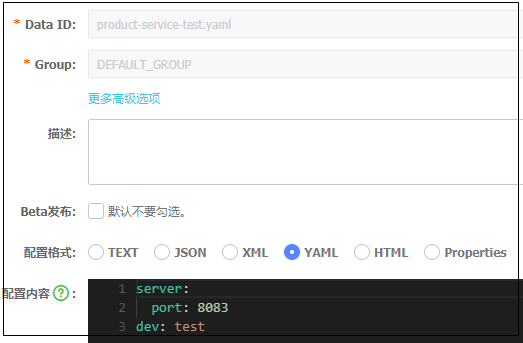 * Data ID: product-service-test.yaml
* Group: DEFAULT_GROUP
更多高级选项
描述:
Beta发布: 默认不要勾选。
配置格式: TEXT JSON XML YAML HTML Properties
配置内容 ? : 1 server:
2 port: 8083
3 dev: test